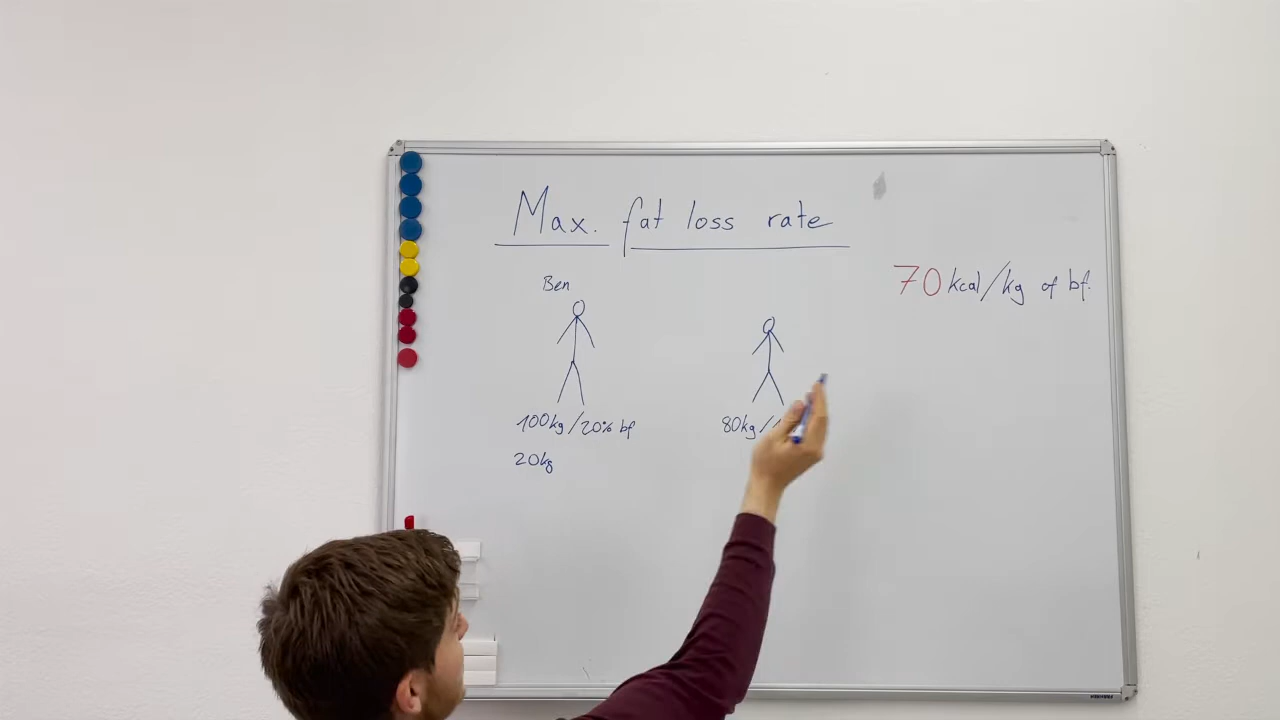 Max. fat loss rate
70 kcal/kg of bf.
Ben
100kg/20% bf
80kg/
20kg